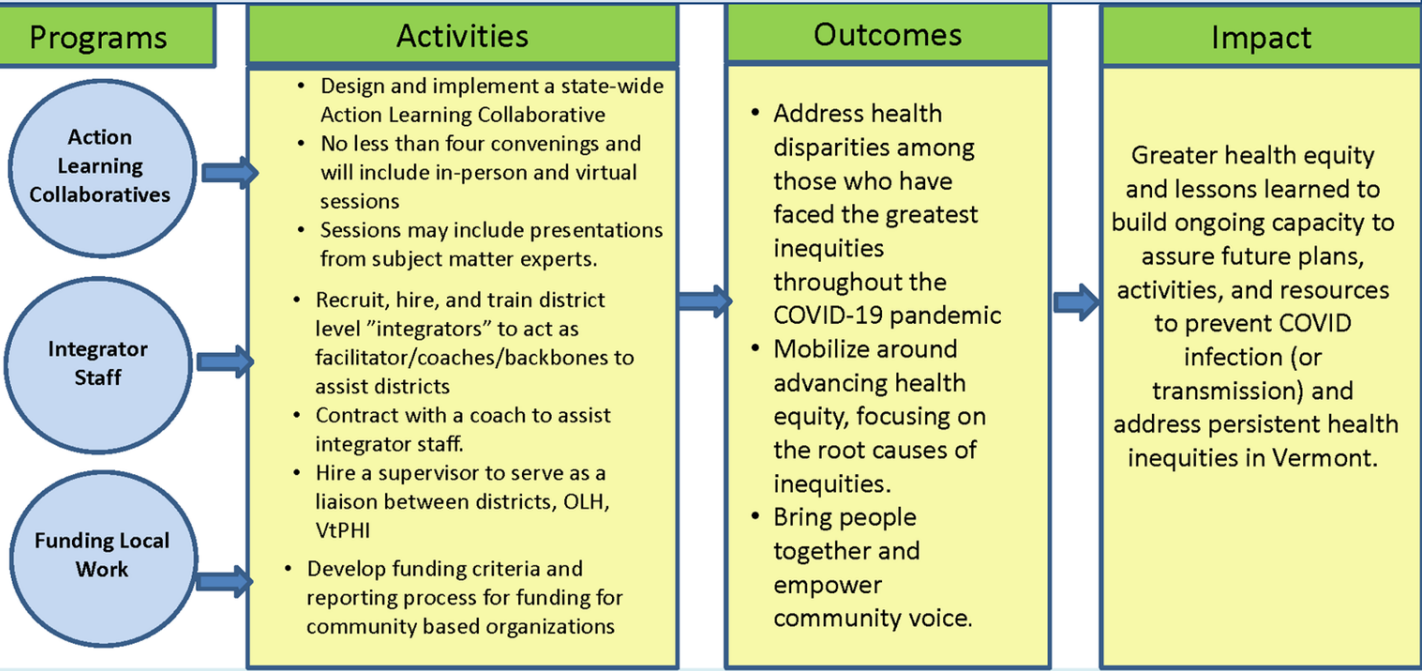 Programs
Action
Learning
Collaboratives
Integrator
Staff
Funding Local
Work
Activities
• Design and implement a state-wide
Action Learning Collaborative
• No less than four convenings and
will include in-person and virtual
sessions
• Sessions may include presentations
from subject matter experts.
• Recruit, hire, and train district
level ”integrators” to act as
facilitator/coaches/backbones to
assist districts
• Contract with a coach to assist
integrator staff.
• Hire a supervisor to serve as a
liaison between districts, OLH,
VtPHI
• Develop funding criteria and
reporting process for funding for
community based organizations
Outcomes
• Address health
disparities among
those who have
faced the greatest
inequities
throughout the
COVID-19 pandemic
• Mobilize around
advancing health
equity, focusing on
the root causes of
inequities.
• Bring people
together and
empower
community voice.
Impact
Greater health equity
and lessons learned to
build ongoing capacity to
assure future plans,
activities, and resources
to prevent COVID
infection (or
transmission) and
address persistent health
inequities in Vermont.